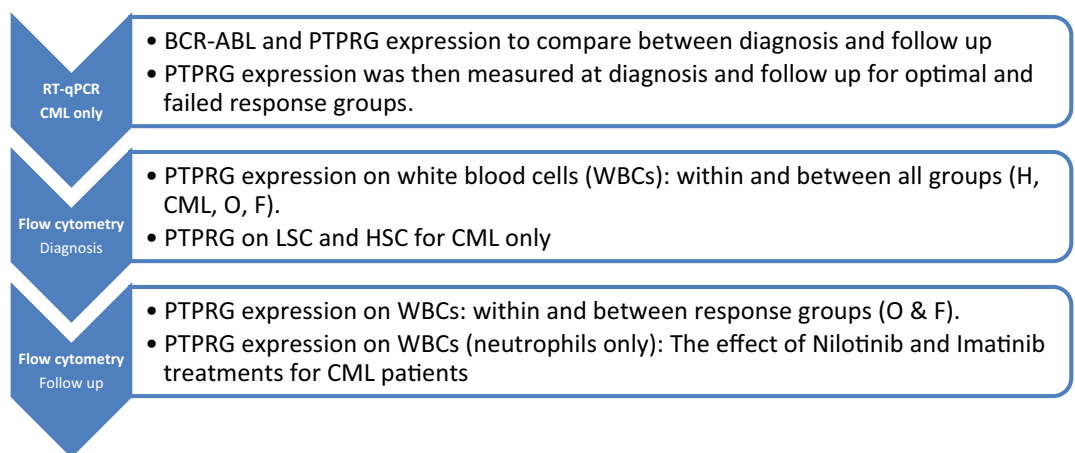 RT-qPCR
CML only
• BCR-ABL and PTPRG expression to compare between diagnosis and follow up
• PTPRG expression was then measured at diagnosis and follow up for optimal and
failed response groups.
Flow cytometry
Diagnosis
• PTPRG expression on white blood cells (WBCs): within and between all groups (H,
CML, O, F).
• PTPRG on LSC and HSC for CML only
Flow cytometry
Follow up
• PTPRG expression on WBCs: within and between response groups (O & F).
• PTPRG expression on WBCs (neutrophils only): The effect of Nilotinib and Imatinib
treatments for CML patients